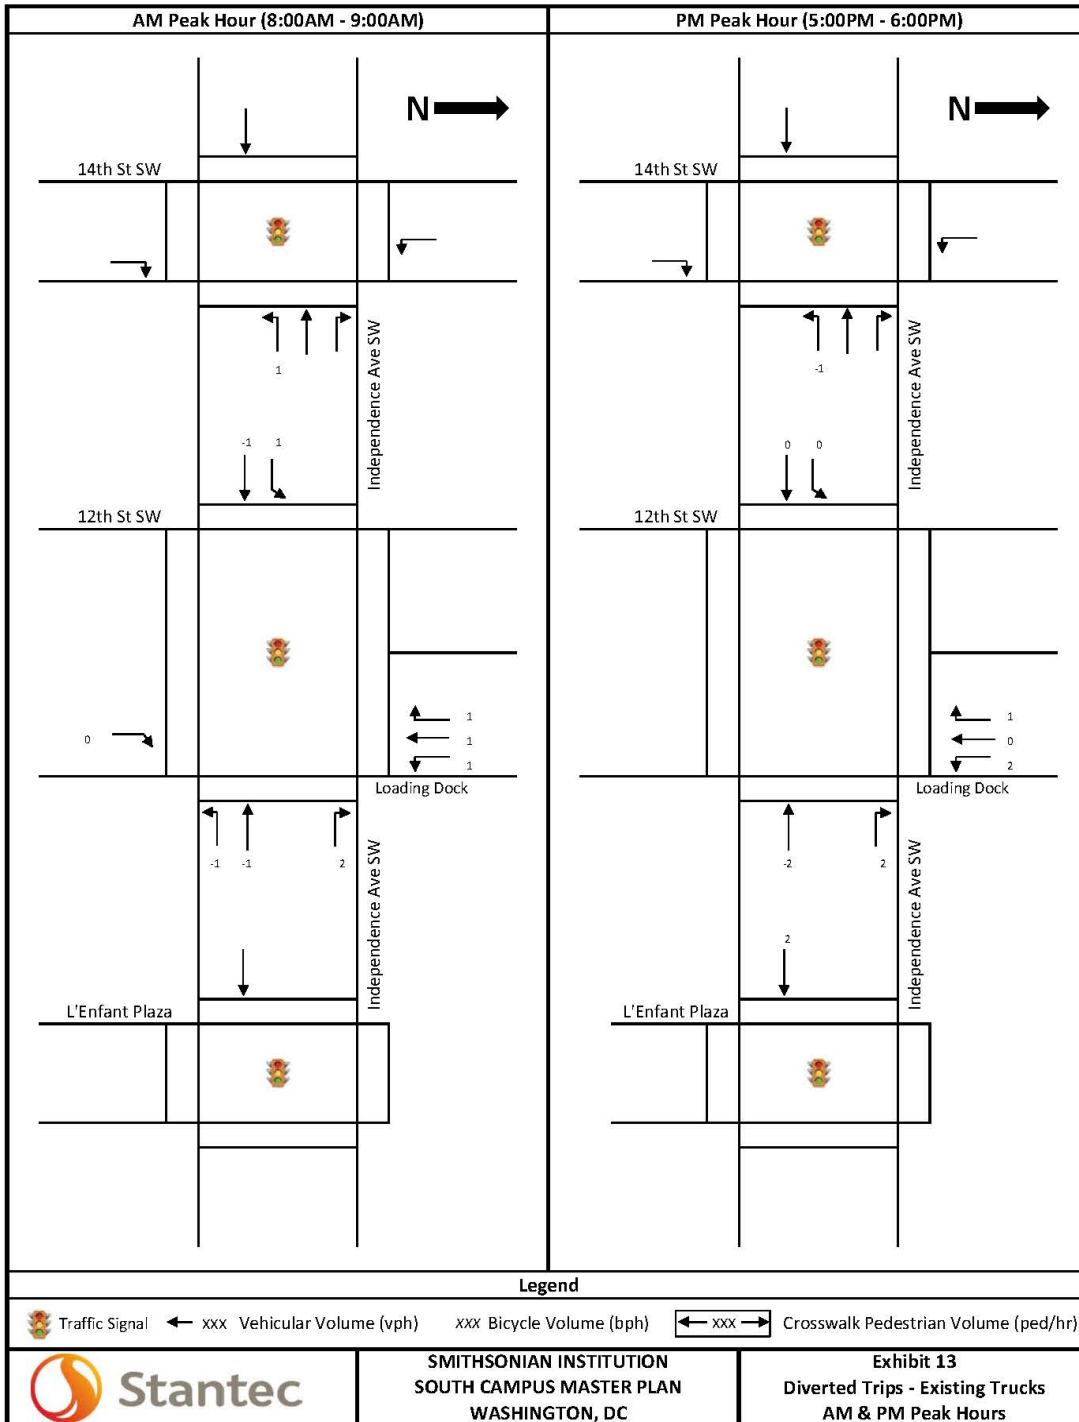 AM Peak Hour (8:00AM - 9:00AM)
N
14th St SW
1
Independence Ave SW
-1 1
12th St SW
0
1
1
1
Loading Dock
-1 -1 2
Independence Ave SW
L'Enfant Plaza
PM Peak Hour (5:00PM - 6:00PM)
N
14th St SW
-1
Independence Ave SW
0 0
12th St SW
1
0
2
Loading Dock
-2 2
Independence Ave SW
2
L'Enfant Plaza
Legend
Traffic Signal xxx Vehicular Volume (vph) xxx Bicycle Volume (bph) xxx Crosswalk Pedestrian Volume (ped/hr)
Stantec
SMITHSONIAN INSTITUTION
SOUTH CAMPUS MASTER PLAN
WASHINGTON, DC
Exhibit 13
Diverted Trips - Existing Trucks
AM & PM Peak Hours